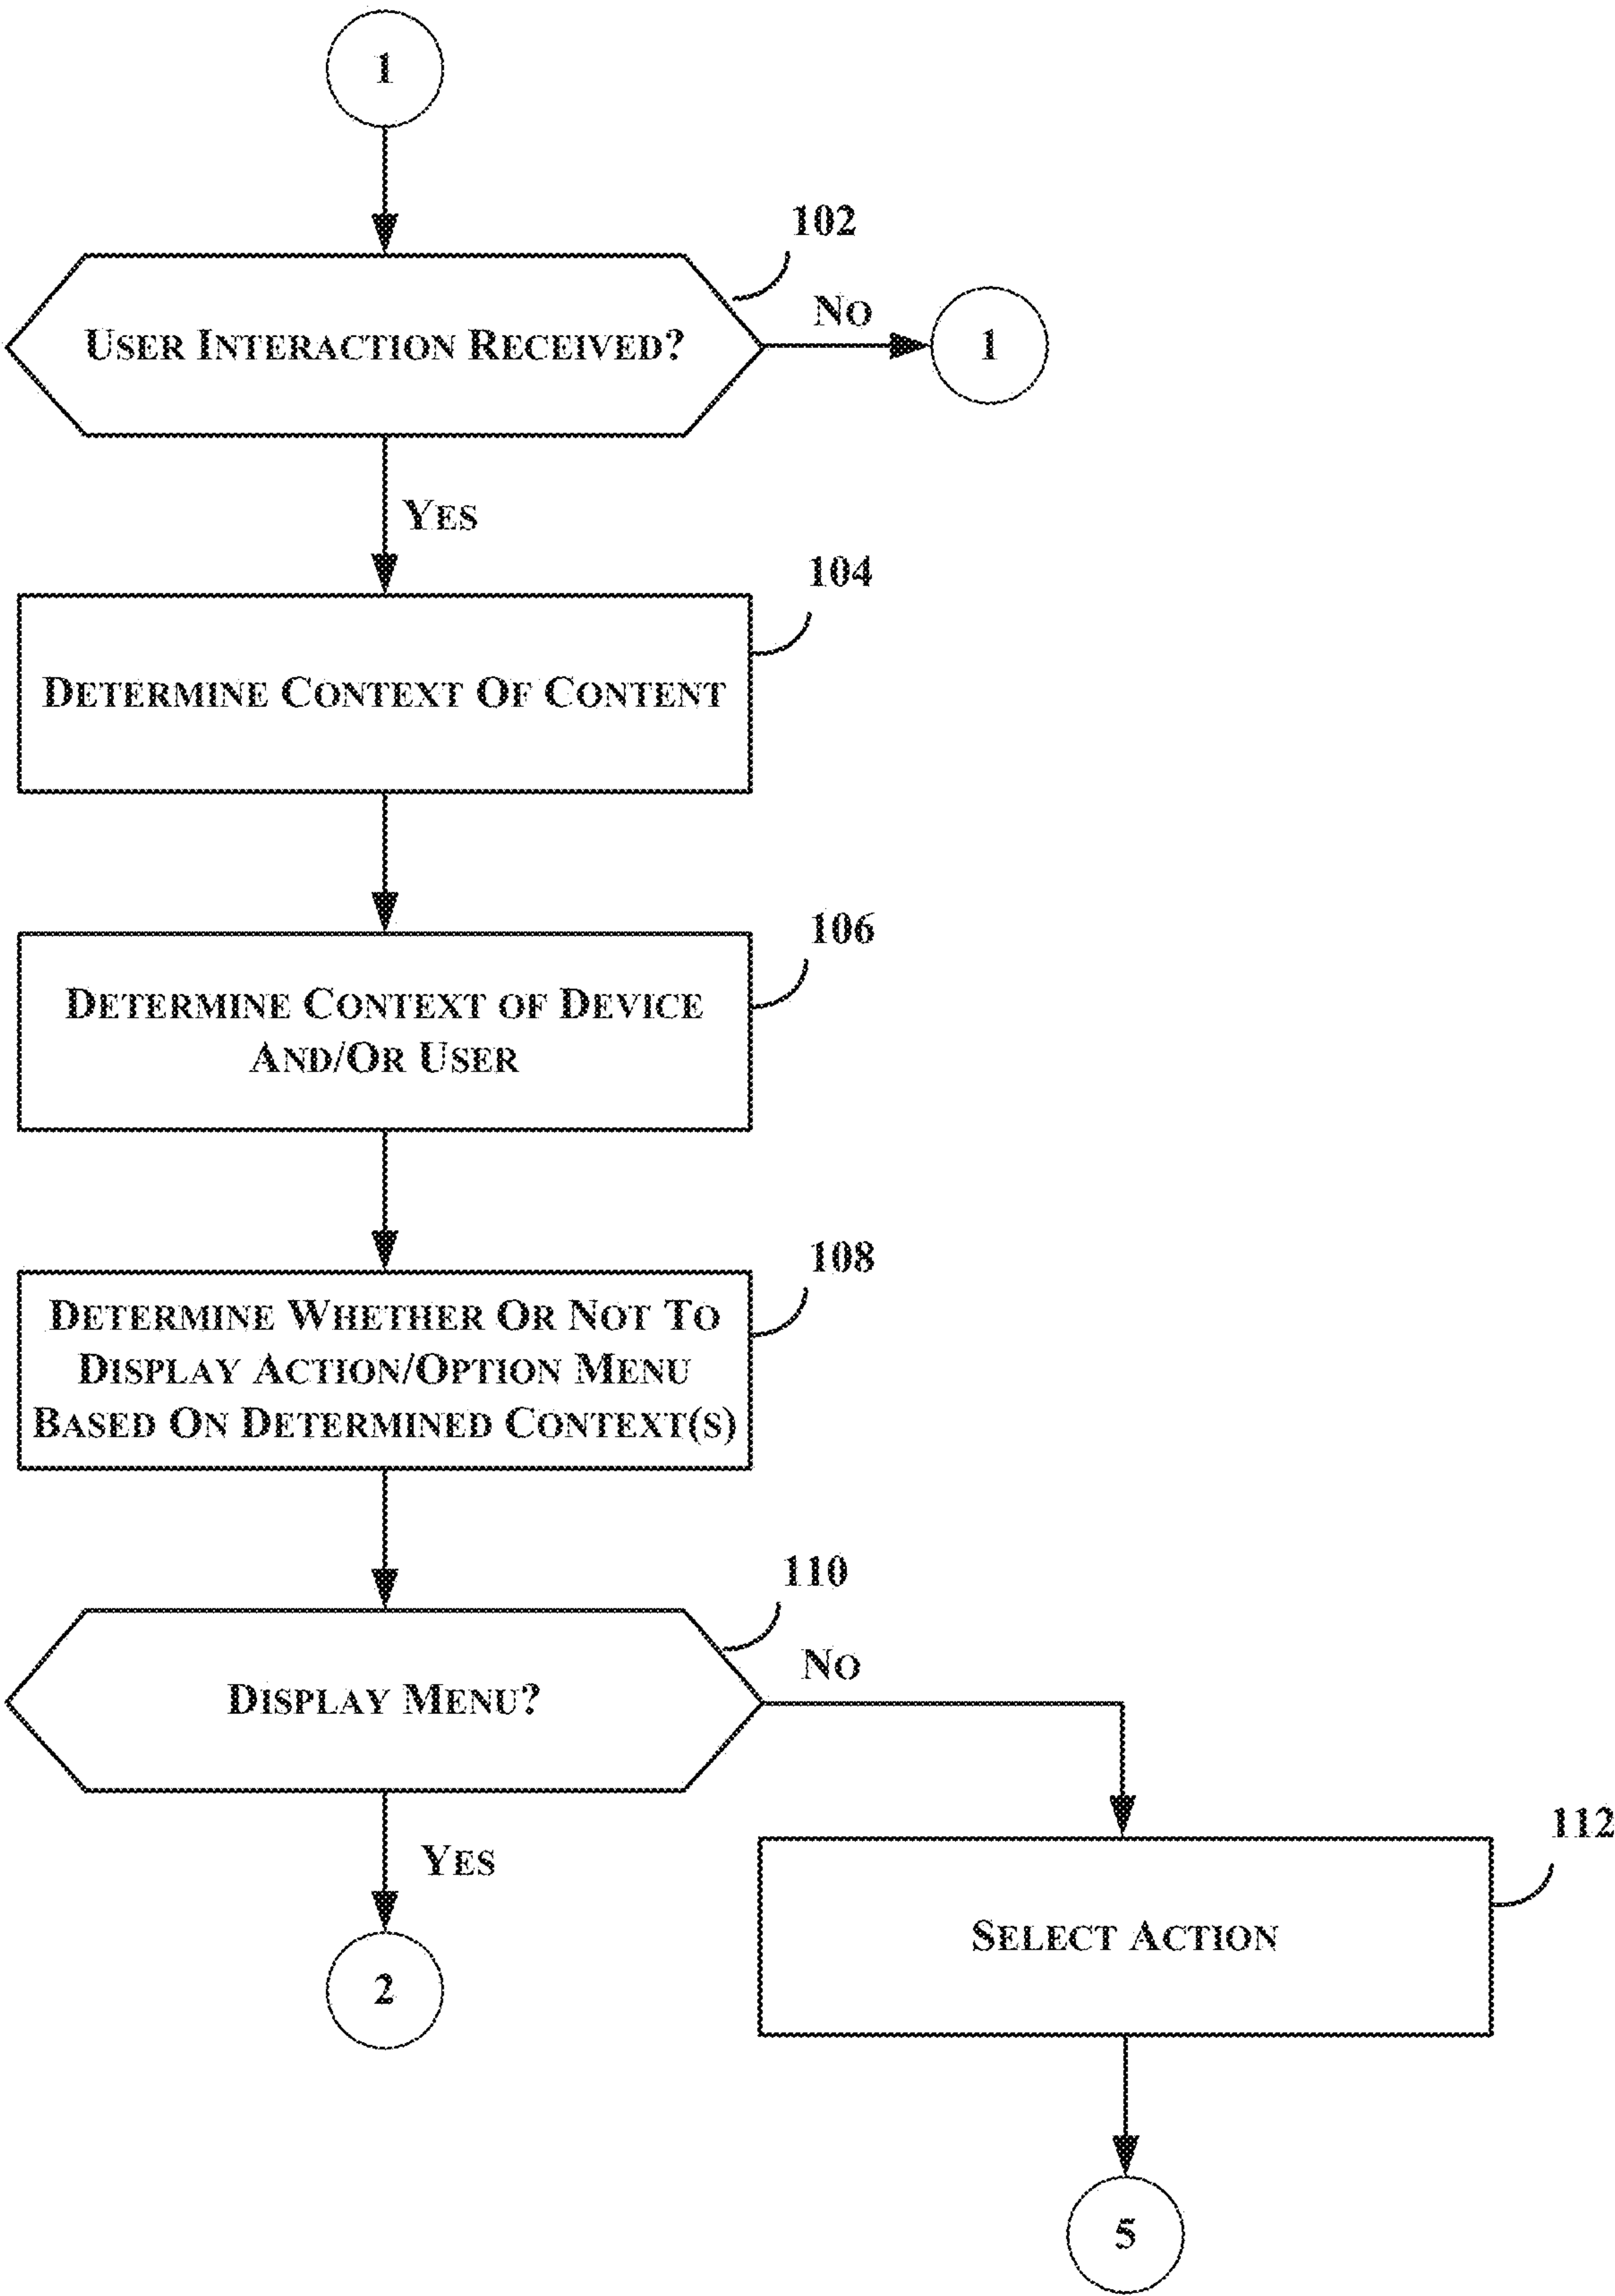 1
102
USER INTERACTION RECEIVED?
NO
1
YES
104
DETERMINE CONTEXT OF CONTENT
106
DETERMINE CONTEXT OF DEVICE
AND/OR USER
108
DETERMINE WHETHER OR NOT TO
DISPLAY ACTION/OPTION MENU
BASED ON DETERMINED CONTEXT(S)
110
DISPLAY MENU?
NO
YES
2
112
SELECT ACTION
5